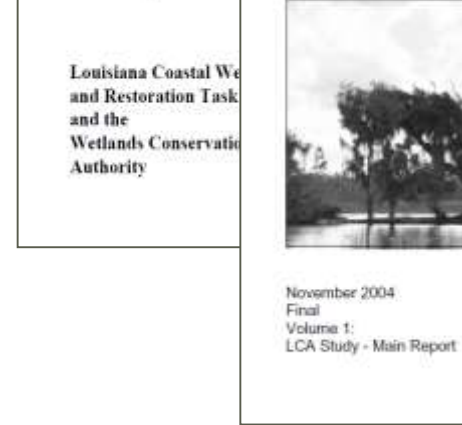 Louisiana Coastal We
and Restoration Task
and the
Wetlands Conservatio
Authority
November 2004
Final
Volume 1:
LCA Study - Main Report